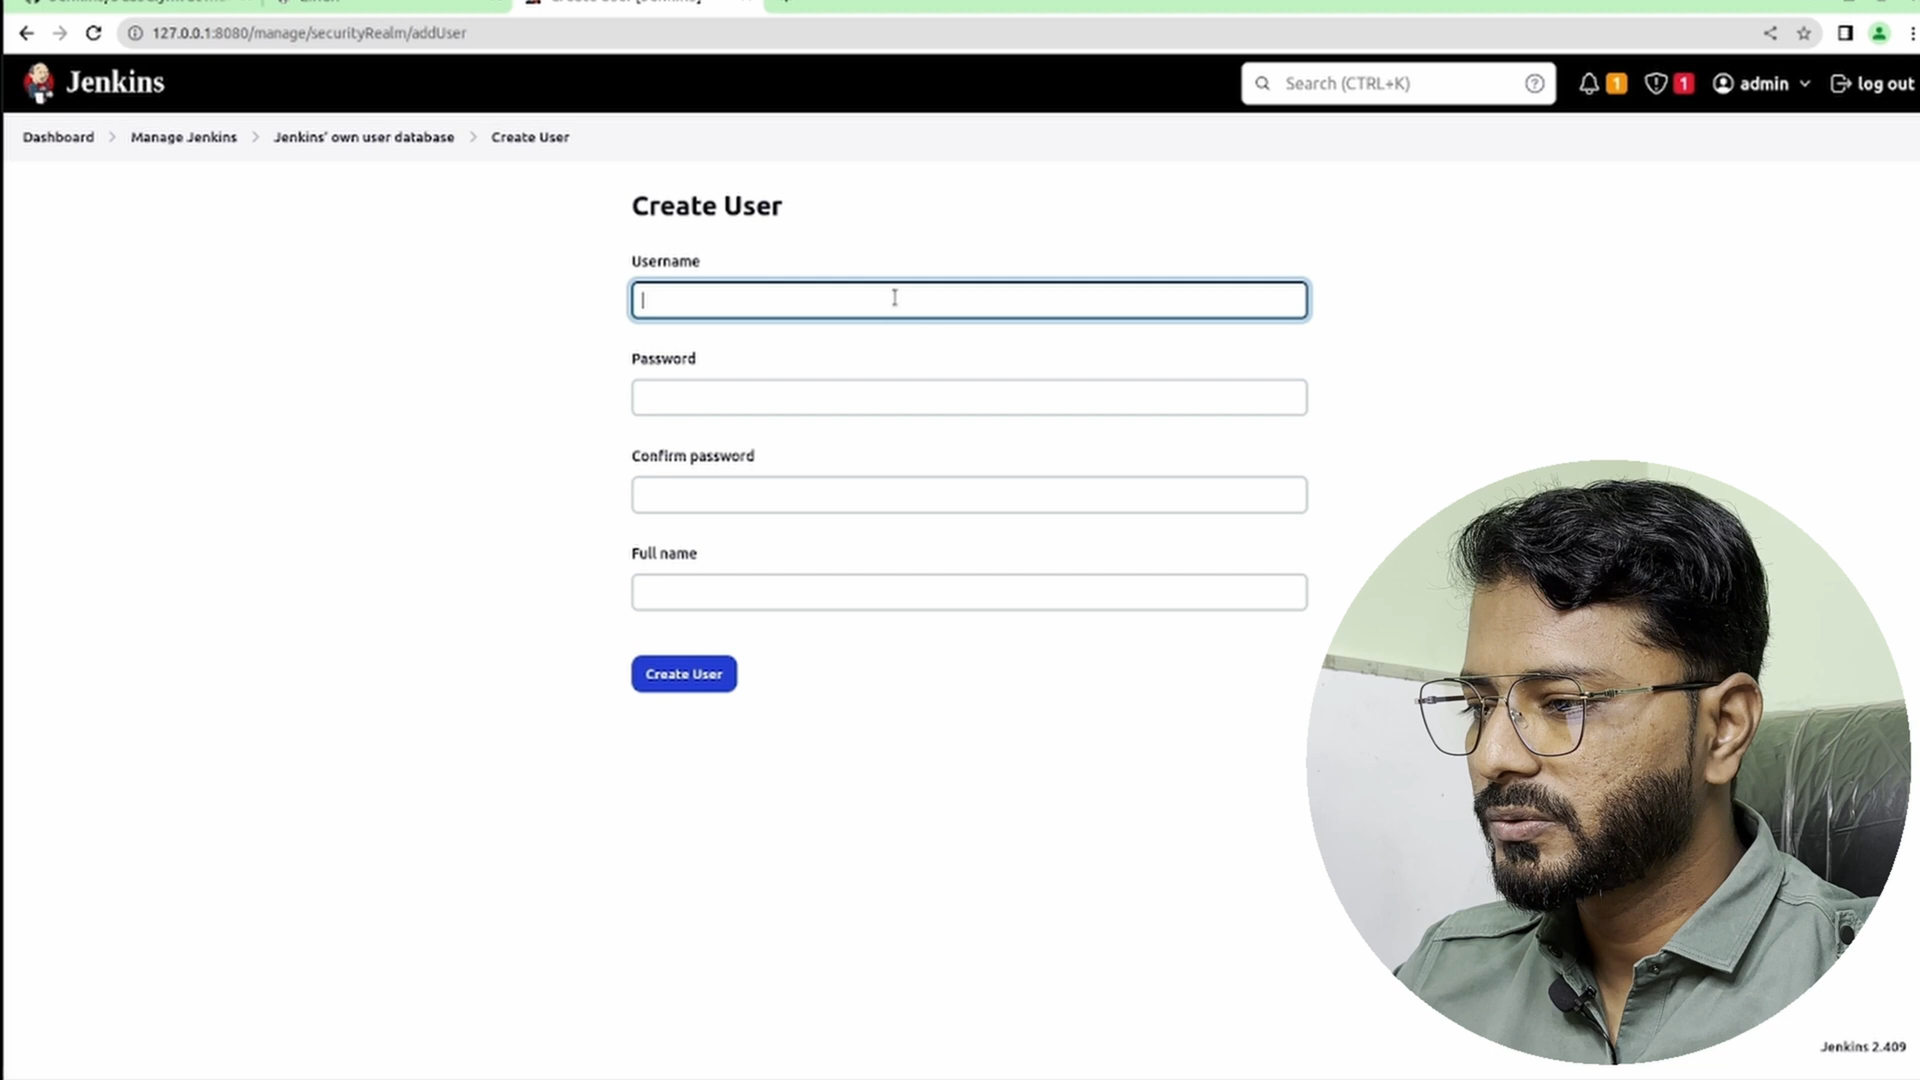 127.0.0.1:8080/manage/securityRealm/addUser
Jenkins
Search (CTRL+K)
1
1
admin
log out
Dashboard
Manage Jenkins
Jenkins' own user database
Create User
Create User
Username
Password
Confirm password
Full name
Create User
Jenkins 2.409